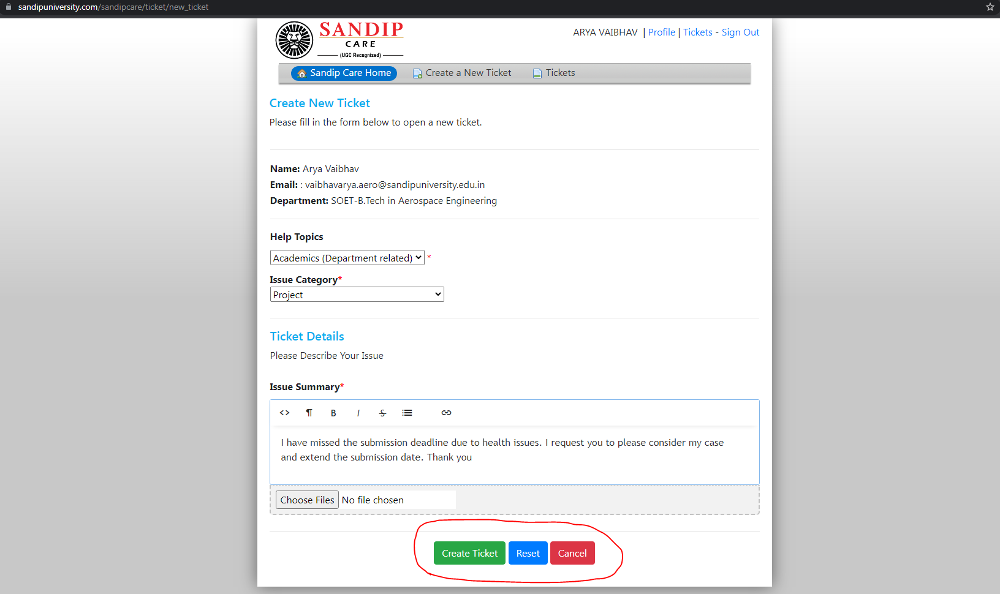 sandipuniversity.com/sandipcare/ticket/new_ticket
SANDIP
CARE
(UGC Recognised)
ARYA VAIBHAV | Profile | Tickets - Sign Out
Sandip Care Home Create a New Ticket Tickets
Create New Ticket
Please fill in the form below to open a new ticket.
Name: Arya Vaibhav
Email: : vaibhavarya.aero@sandipuniversity.edu.in
Department: SOET-B.Tech in Aerospace Engineering
Help Topics
Academics (Department related) *
Issue Category*
Project
Ticket Details
Please Describe Your Issue
Issue Summary*
<> ¶ B I S
I have missed the submission deadline due to health issues. I request you to please consider my case
and extend the submission date. Thank you
Choose Files No file chosen
Create Ticket Reset Cancel